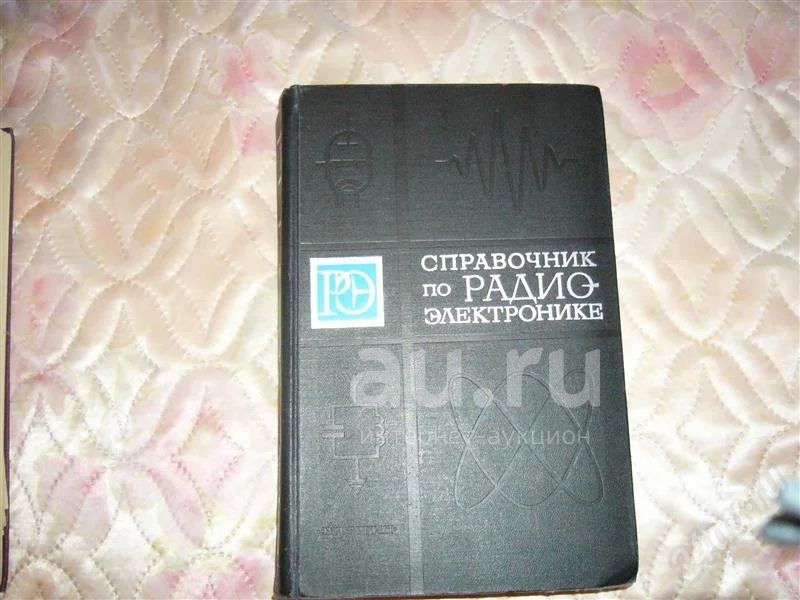 РЭ
СПРАВОЧНИК
ПО РАДИО-
ЭЛЕКТРОНИКЕ
au.ru
интернет-аукцион